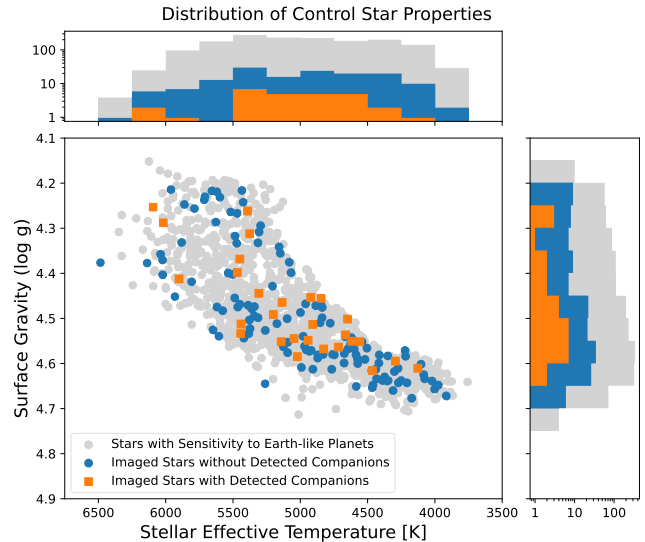 Distribution of Control Star Properties
100
10
1
4.1
4.2
4.3
4.4
4.5
4.6
4.7
4.8
4.9
Surface Gravity (log g)
Stars with Sensitivity to Earth-like Planets
Imaged Stars without Detected Companions
Imaged Stars with Detected Companions
6500 6000 5500 5000 4500 4000 3500
Stellar Effective Temperature [K]
1 10 100